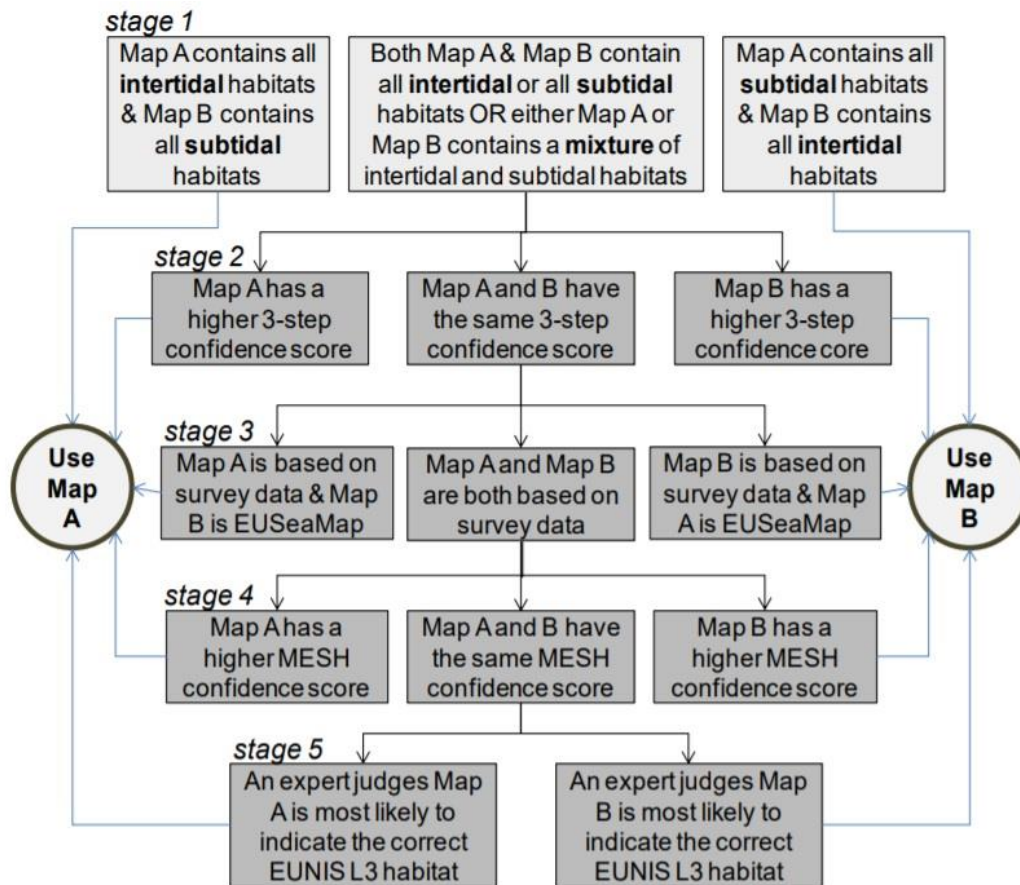 stage 1
Map A contains all
intertidal habitats
& Map B contains
all subtidal
habitats
Both Map A & Map B contain
all intertidal or all subtidal
habitats OR either Map A or
Map B contains a mixture of
intertidal and subtidal habitats
Map A contains all
subtidal habitats
& Map B contains
all intertidal
habitats
stage 2
Map A has a
higher 3-step
confidence score
Map A and B have
the same 3-step
confidence score
Map B has a
higher 3-step
confidence core
stage 3
Use
Map
A
Map A is based on
survey data & Map
B is EUSeaMap
Map A and Map B
are both based on
survey data
Map B is based on
survey data & Map
A is EUSeaMap
Use
Map
B
stage 4
Map A has a
higher MESH
confidence score
Map A and B have
the same MESH
confidence score
Map B has a
higher MESH
confidence score
stage 5
An expert judges Map
A is most likely to
indicate the correct
EUNIS L3 habitat
An expert judges Map
B is most likely to
indicate the correct
EUNIS L3 habitat